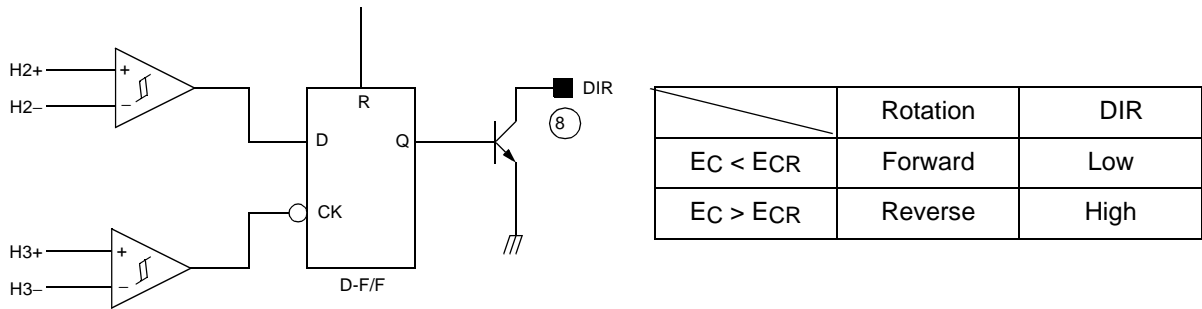 H2+
H2−
+
−
R
D
Q
CK
D-F/F
H3+
H3−
+
−
DIR
8
Rotation DIR
EC < ECR Forward Low
EC > ECR Reverse High